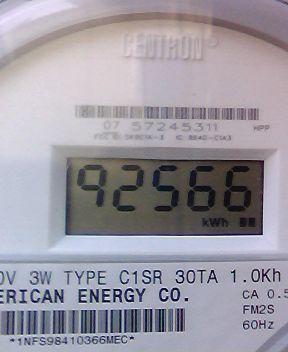 CENTRON®
07 57245311 HPP
92566
kWh
0V 3W TYPE C1SR 30TA 1.0Kh
ERICAN ENERGY CO.
CA 0.5
FM2S
60Hz
*1NFS98410366MEC*